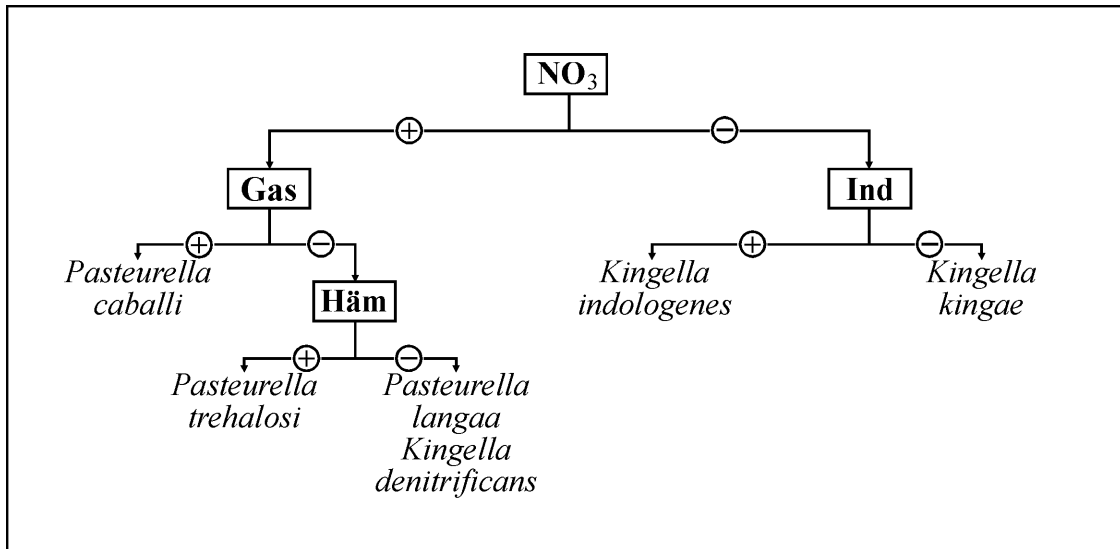 NO₃
+
−
Gas
Ind
+
−
+
−
Pasteurella
caballi
Häm
Kingella
indologenes
Kingella
kingae
+
−
Pasteurella
trehalosi
Pasteurella
langaa
Kingella
denitrificans